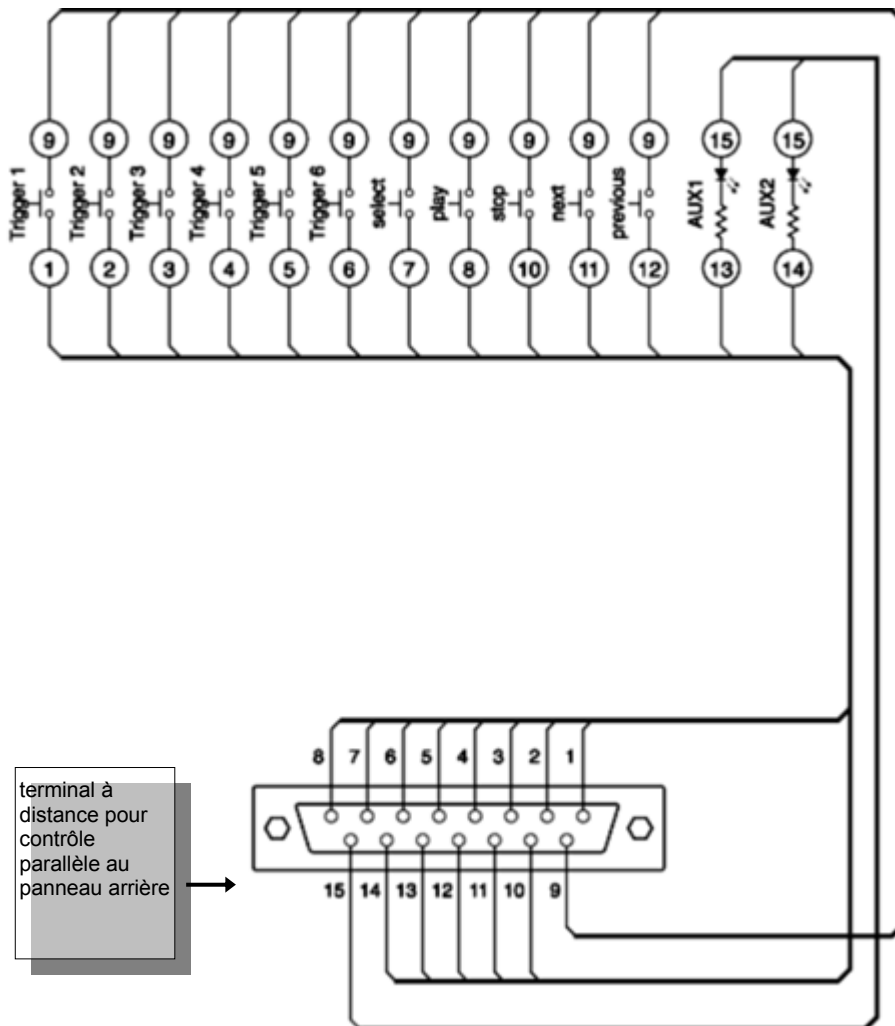 9 9 9 9 9 9 9 9 9 9 9 15 15
Trigger 1
Trigger 2
Trigger 3
Trigger 4
Trigger 5
Trigger 6
select
play
stop
next
previous
AUX1
AUX2
1 2 3 4 5 6 7 8 10 11 12 13 14
8 7 6 5 4 3 2 1
terminal à
distance pour
contrôle
parallèle au
panneau arrière
15 14 13 12 11 10 9